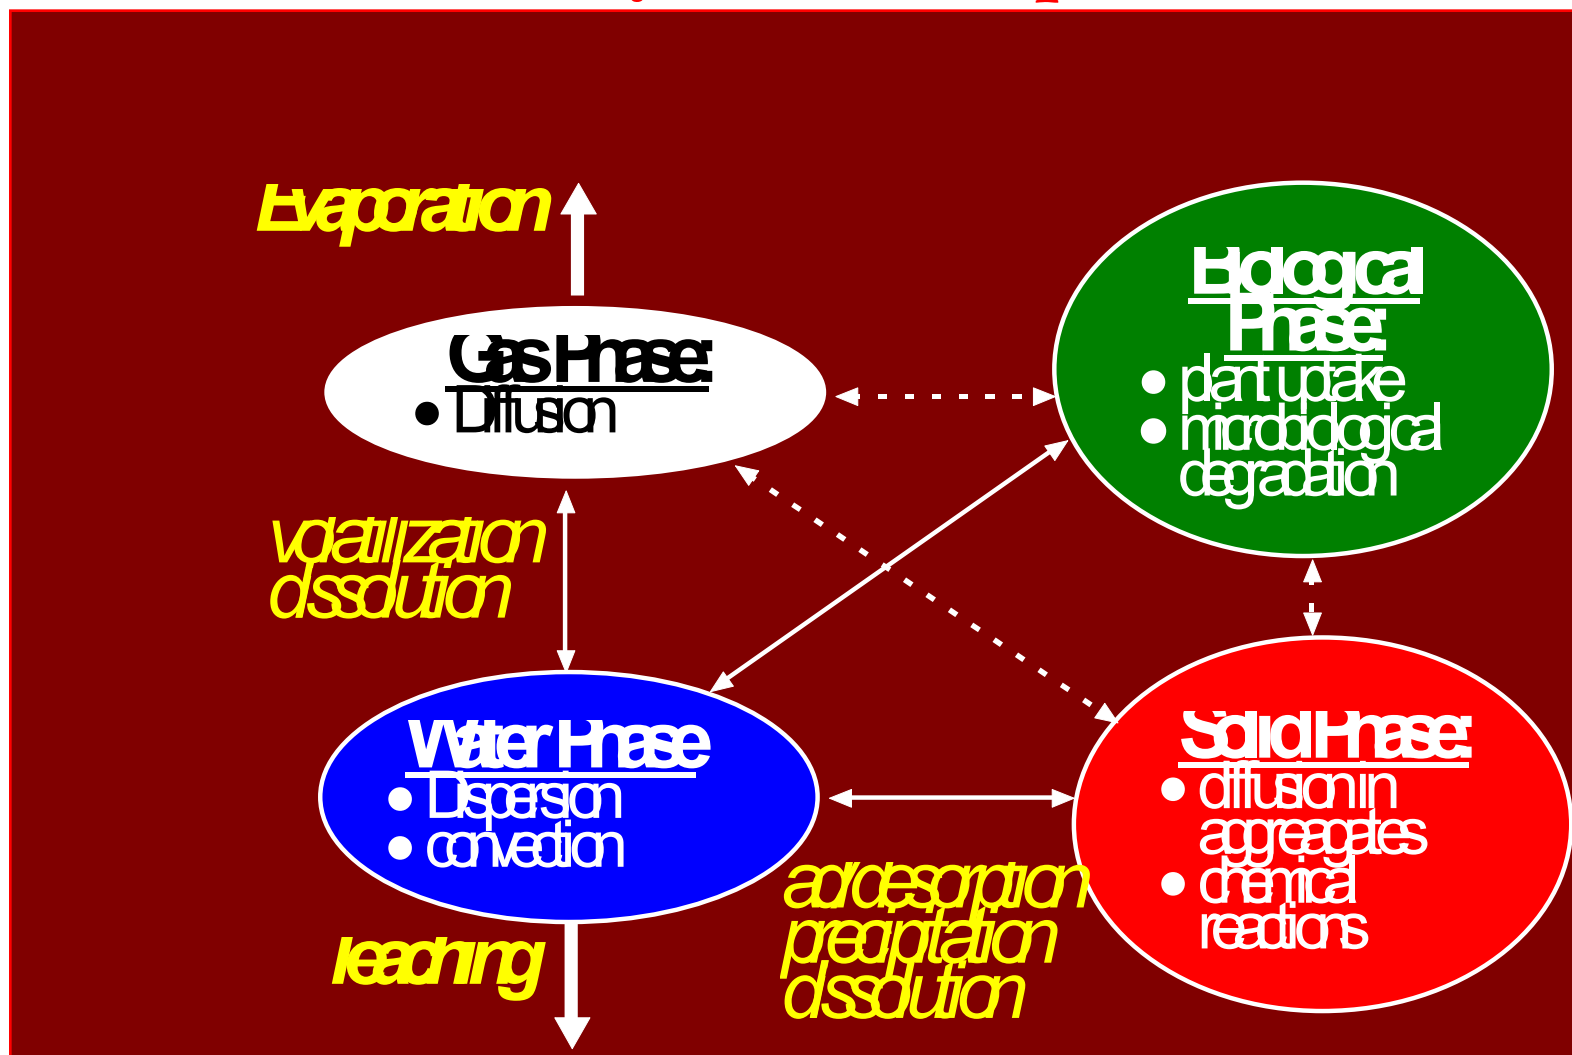 Evaporation
Biological
Phase:
● plant uptake
● microbiological
degradation
Gas Phase:
● Diffusion
volatilization
dissolution
Water Phase
● Dispersion
● convection
Solid Phase:
● diffusion in
aggreagates
● chemical
reactions
ad/desorption
precipitation
dissolution
leaching